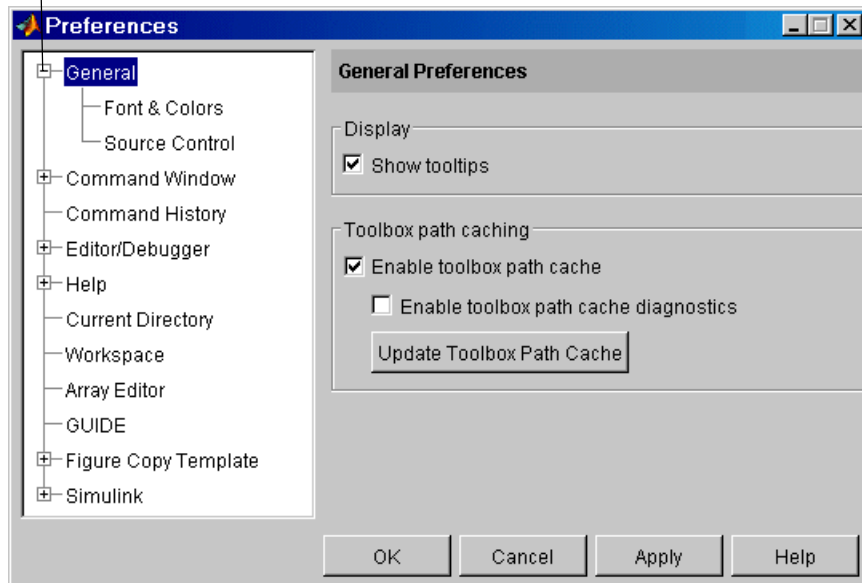 Preferences
General
Font & Colors
Source Control
Command Window
Command History
Editor/Debugger
Help
Current Directory
Workspace
Array Editor
GUIDE
Figure Copy Template
Simulink
General Preferences
Display
Show tooltips
Toolbox path caching
Enable toolbox path cache
Enable toolbox path cache diagnostics
Update Toolbox Path Cache
OK
Cancel
Apply
Help